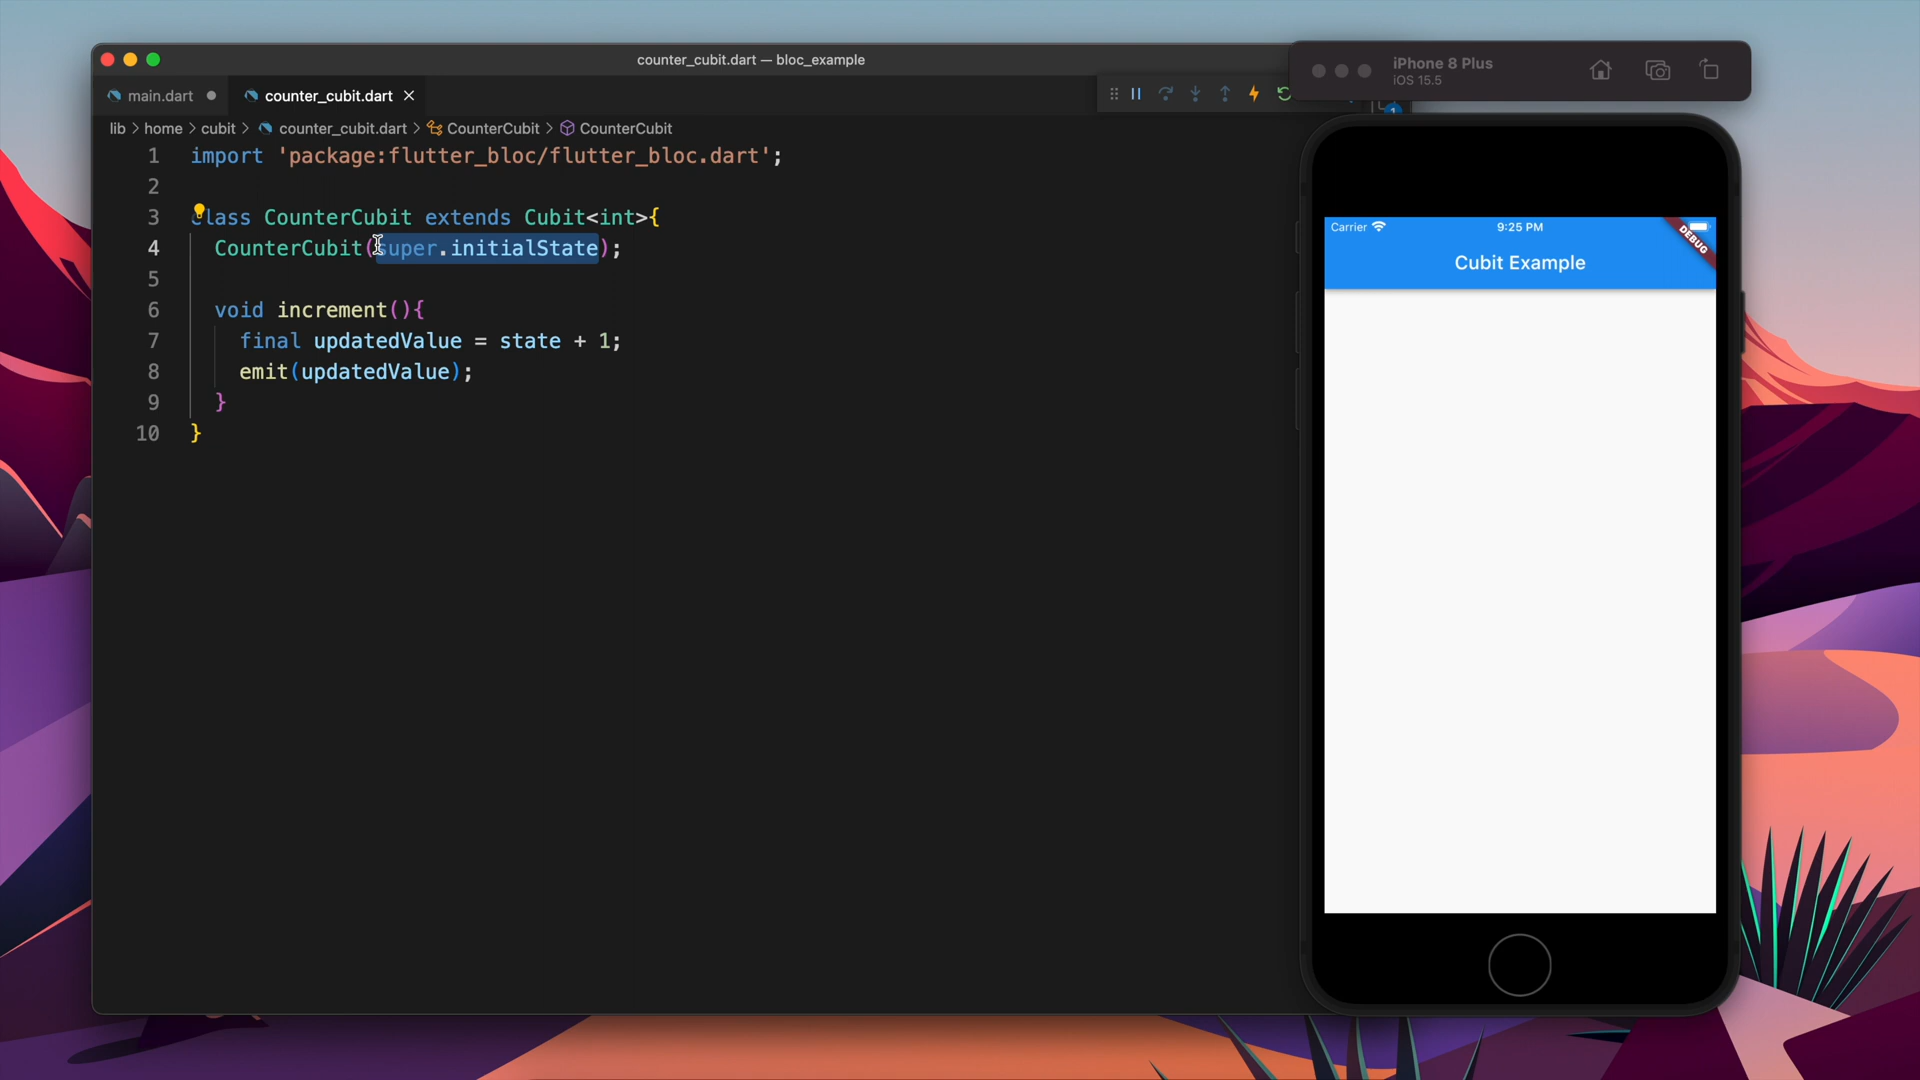 counter_cubit.dart — bloc_example
main.dart
counter_cubit.dart
lib > home > cubit > counter_cubit.dart > CounterCubit > CounterCubit
1 import 'package:flutter_bloc/flutter_bloc.dart';
2
3 class CounterCubit extends Cubit<int>{
4 CounterCubit(super.initialState);
5
6 void increment(){
7 final updatedValue = state + 1;
8 emit(updatedValue);
9 }
10 }
iPhone 8 Plus
iOS 15.5
1
Carrier 9:25 PM
DEBUG
Cubit Example